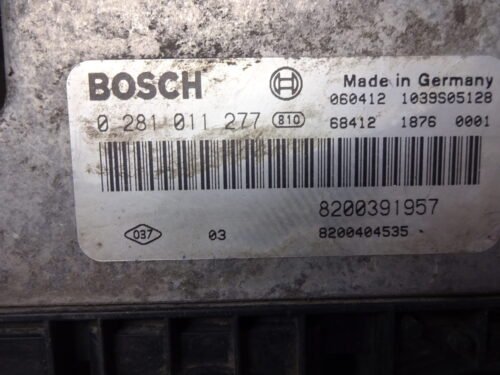 BOSCH
Made in Germany
060412 1039S05128
0 281 011 277 810
68412 1876 0001
8200391957
037 03
8200404535